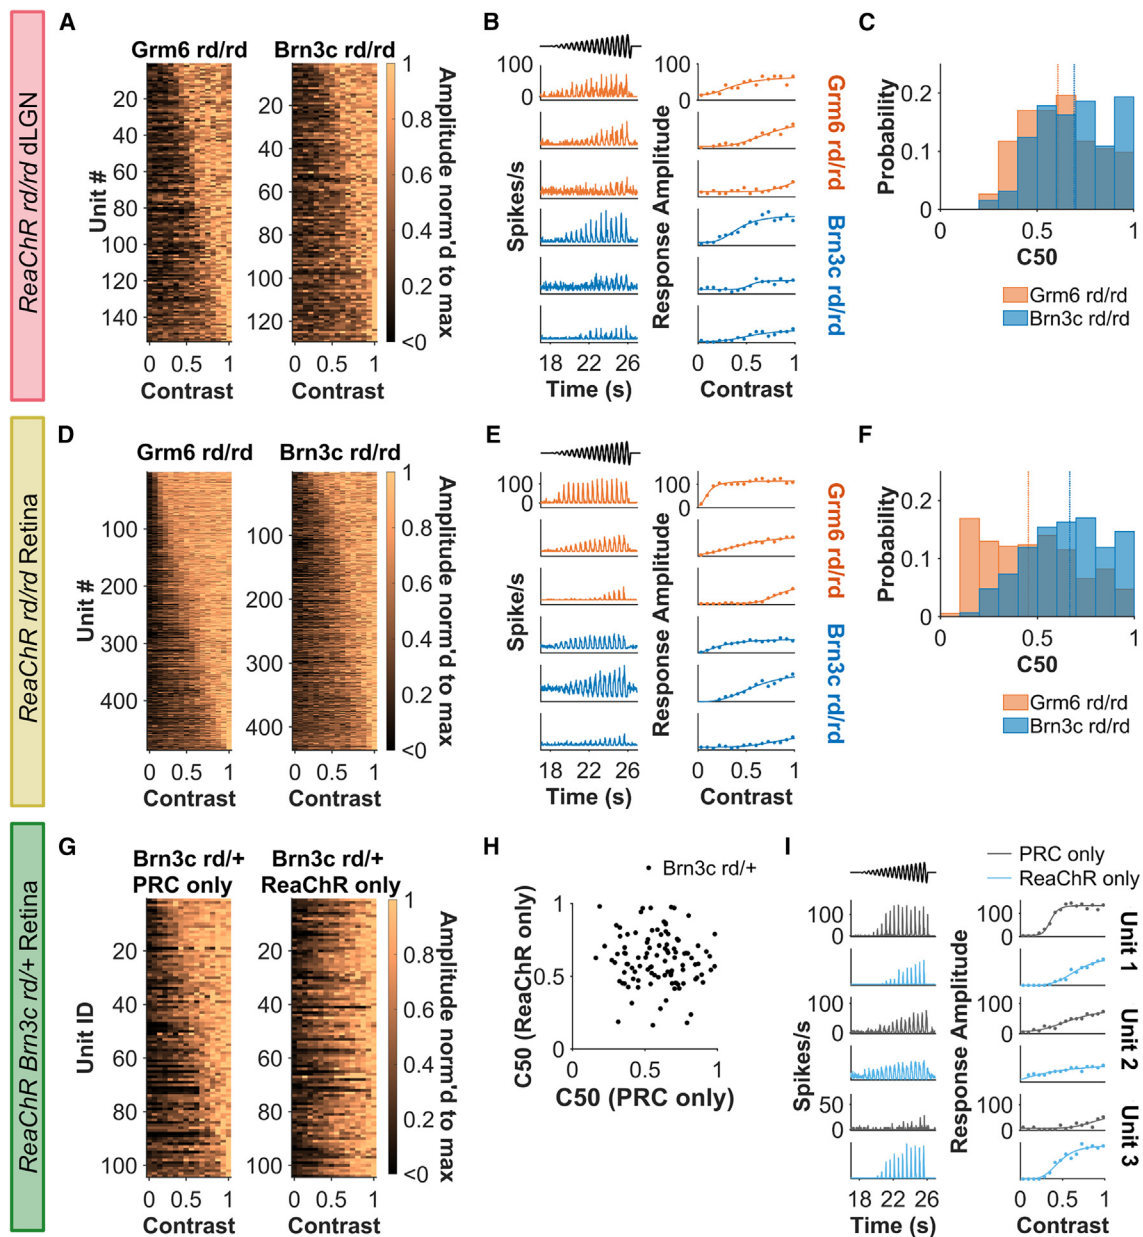 ReaChR rd/rd dLGN
A
Grm6 rd/rd
Brn3c rd/rd
Unit #
20
40
60
80
100
120
140
20
40
60
80
100
120
0 0.5 1
0 0.5 1
Contrast
Contrast
1
0.8
0.6
0.4
0.2
<0
Amplitude norm'd to max
B
100
0
100
0
Spikes/s
Response Amplitude
Grm6 rd/rd
Brn3c rd/rd
18 22 26
0 0.5 1
Time (s)
Contrast
C
Probability
0.2
0.1
0
0 0.5 1
C50
Grm6 rd/rd
Brn3c rd/rd
ReaChR rd/rd Retina
D
Grm6 rd/rd
Brn3c rd/rd
Unit #
100
200
300
400
100
200
300
400
0 0.5 1
0 0.5 1
Contrast
Contrast
1
0.8
0.6
0.4
0.2
<0
Amplitude norm'd to max
E
100
0
100
0
Spike/s
Response Amplitude
Grm6 rd/rd
Brn3c rd/rd
18 22 26
0 0.5 1
Time (s)
Contrast
F
Probability
0.2
0.1
0
0 0.5 1
C50
Grm6 rd/rd
Brn3c rd/rd
ReaChR Brn3c rd/+ Retina
G
Brn3c rd/+
PRC only
Brn3c rd/+
ReaChR only
Unit ID
20
40
60
80
100
20
40
60
80
100
0 0.5 1
0 0.5 1
Contrast
Contrast
1
0.8
0.6
0.4
0.2
<0
Amplitude norm'd to max
H
Brn3c rd/+
C50 (ReaChR only)
1
0.5
0
0 0.5 1
C50 (PRC only)
I
PRC only
ReaChR only
100
0
100
0
100
0
100
0
50
0
100
0
Spikes/s
Response Amplitude
Unit 1
Unit 2
Unit 3
18 22 26
0 0.5 1
Time (s)
Contrast